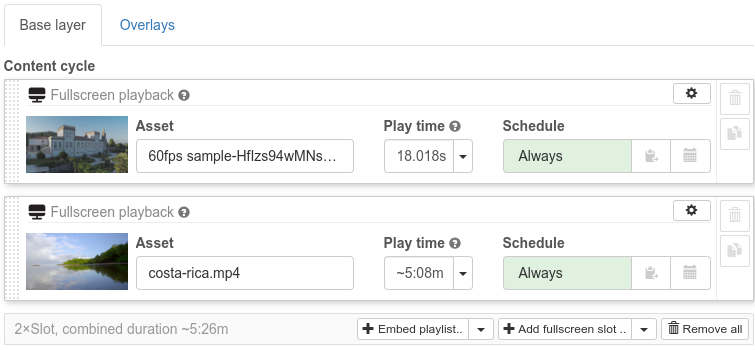 Base layer
Overlays
Content cycle
Fullscreen playback
Asset
Play time
Schedule
60fps sample-Hflzs94wMNs…
18.018s
Always
Fullscreen playback
Asset
Play time
Schedule
costa-rica.mp4
~5:08m
Always
2×Slot, combined duration ~5:26m
Embed playlist..
Add fullscreen slot ..
Remove all